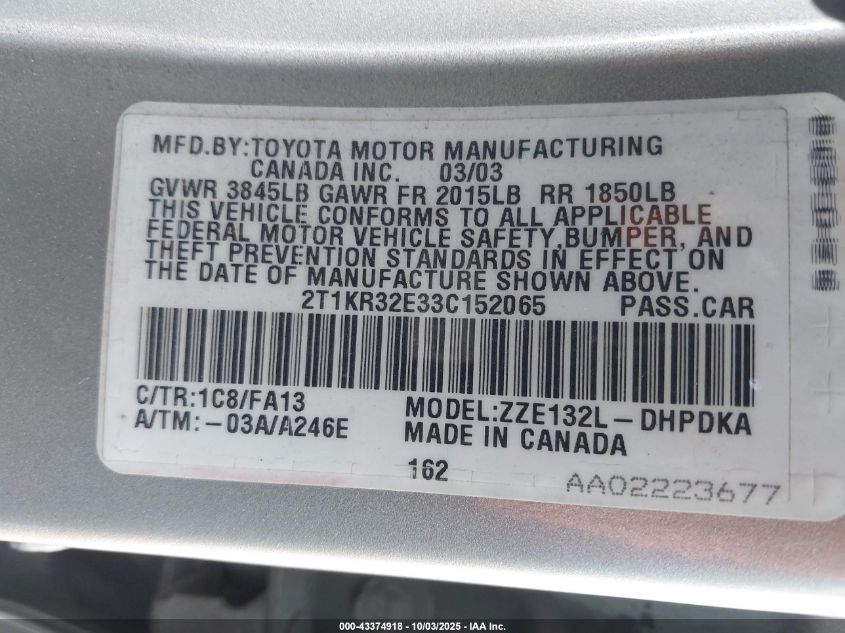 MFD.BY:TOYOTA MOTOR MANUFACTURING
CANADA INC. 03/03
GVWR 3845LB GAWR FR 2015LB RR 1850LB
THIS VEHICLE CONFORMS TO ALL APPLICABLE
FEDERAL MOTOR VEHICLE SAFETY,BUMPER, AND
THEFT PREVENTION STANDARDS IN EFFECT ON
THE DATE OF MANUFACTURE SHOWN ABOVE.
2T1KR32E33C152065 PASS.CAR
C/TR:1C8/FA13 MODEL:ZZE132L-DHPDKA
A/TM:-03A/A246E MADE IN CANADA
162 AA02223677
000-43374918 - 10/03/2025 - IAA Inc.